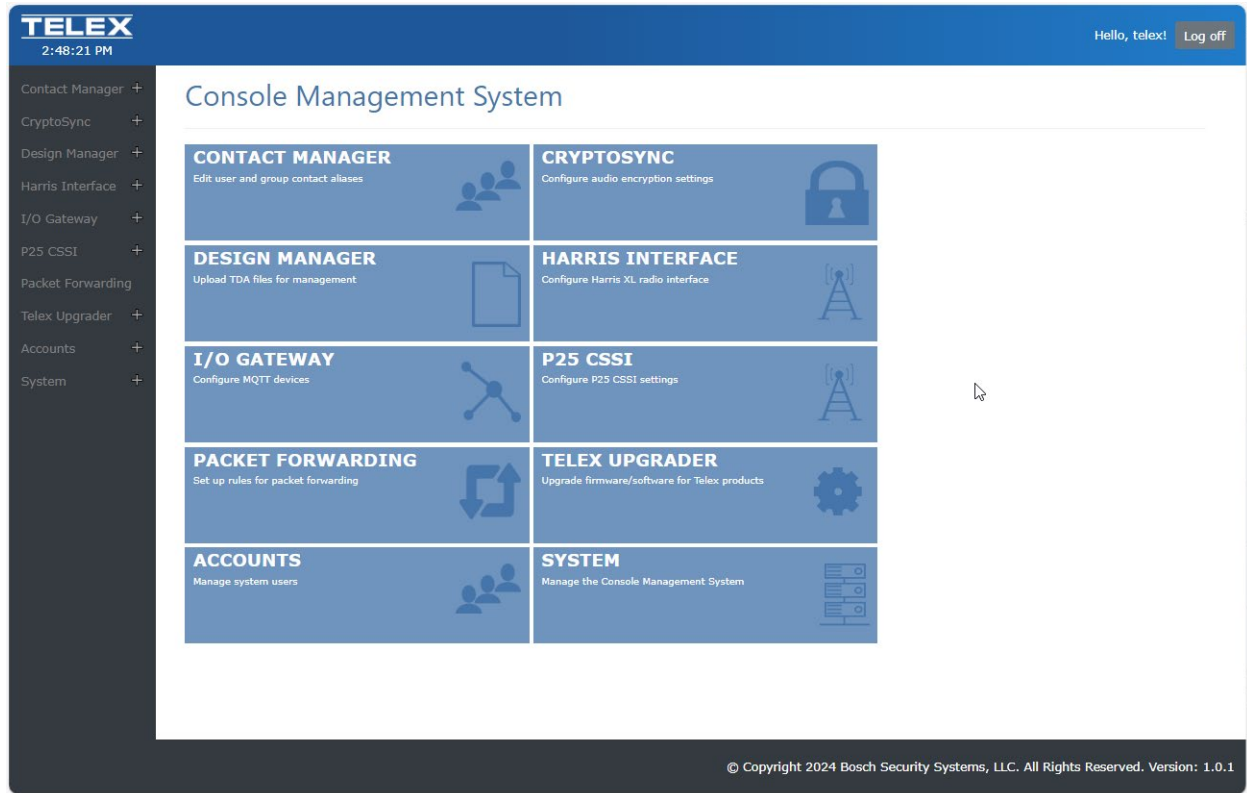 TELEX
2:48:21 PM
Hello, telex!
Log off
Contact Manager +
CryptoSync +
Design Manager +
Harris Interface +
I/O Gateway +
P25 CSSI +
Packet Forwarding
Telex Upgrader +
Accounts +
System +
Console Management System
CONTACT MANAGER
Edit user and group contact aliases
CRYPTOSYNC
Configure audio encryption settings
DESIGN MANAGER
Upload TDA files for management
HARRIS INTERFACE
Configure Harris XL radio interface
I/O GATEWAY
Configure MQTT devices
P25 CSSI
Configure P25 CSSI settings
PACKET FORWARDING
Set up rules for packet forwarding
TELEX UPGRADER
Upgrade firmware/software for Telex products
ACCOUNTS
Manage system users
SYSTEM
Manage the Console Management System
© Copyright 2024 Bosch Security Systems, LLC. All Rights Reserved. Version: 1.0.1